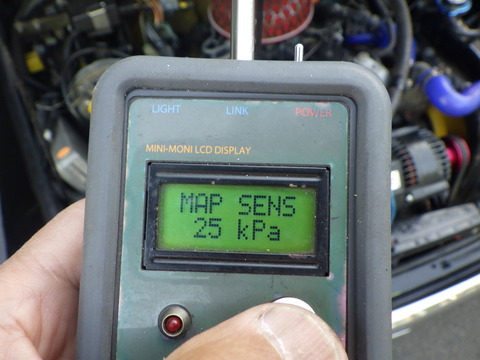 LIGHT LINK POWER
MINI-MONI LCD DISPLAY
MAP SENS
25 kPa